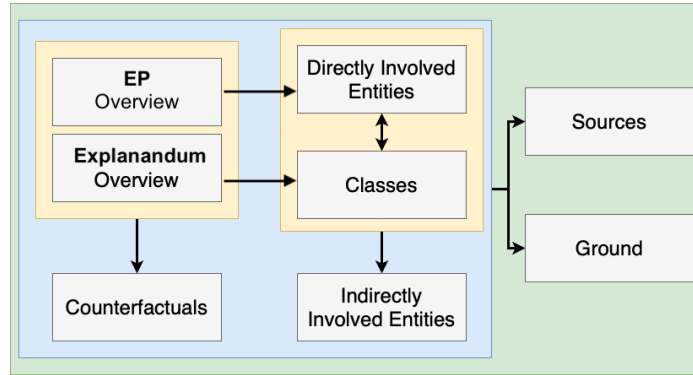 EP
Overview
Explanandum
Overview
Counterfactuals
Directly Involved
Entities
Classes
Indirectly
Involved Entities
Sources
Ground